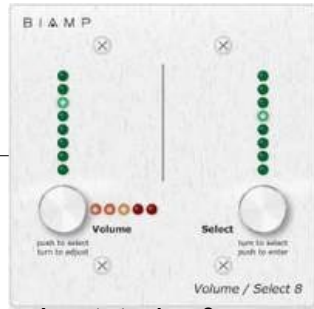 BIAMP
Volume
Select
push to select
turn to adjust
turn to select
push to enter
Volume / Select 8